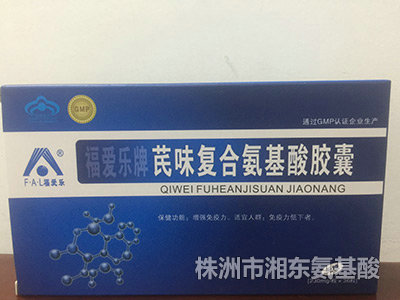 GMP
通过GMP认证企业生产
福爱乐牌 芪味复合氨基酸胶囊
QIWEI FUHEANJISUAN JIAONANG
F·A·L福爱乐
保健功能：增强免疫力。适宜人群：免疫力低下者。
株洲市湘东氨基酸